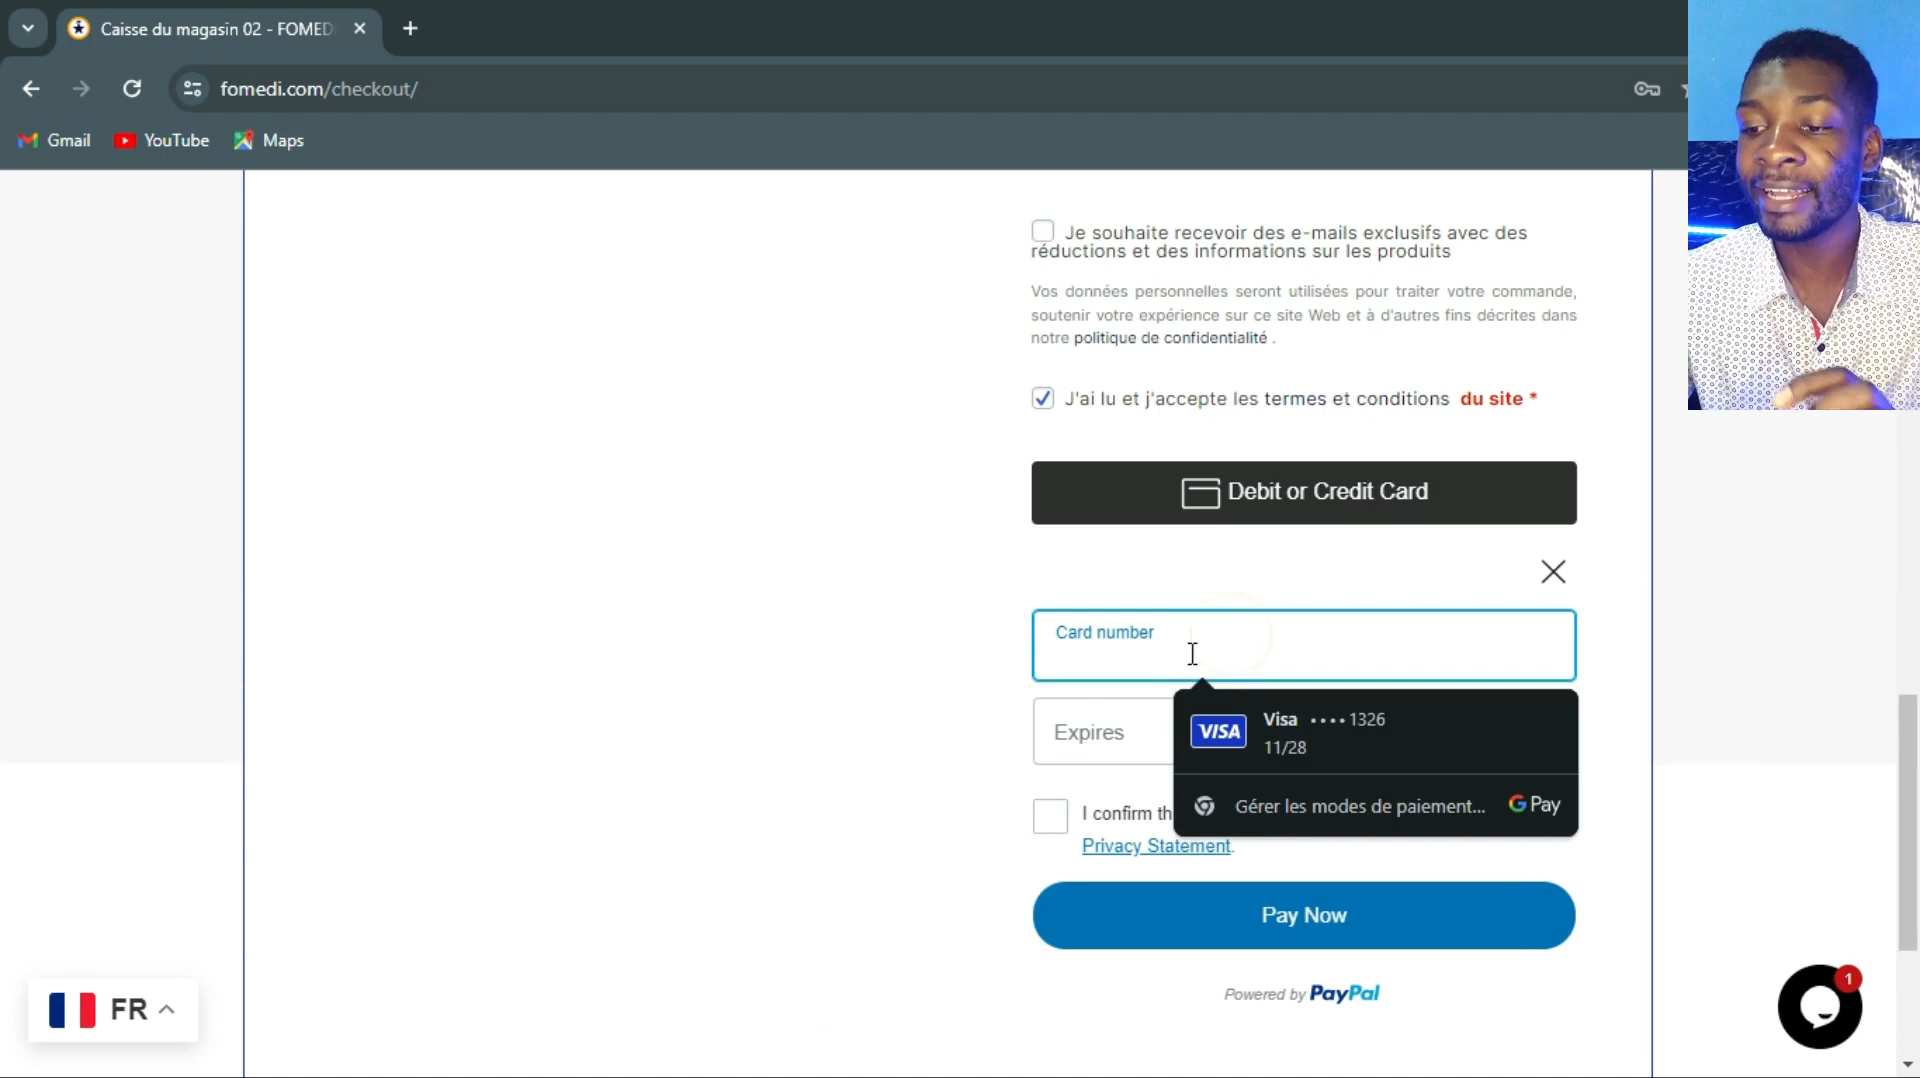 Caisse du magasin 02 - FOMED
fomedi.com/checkout/
Gmail YouTube Maps
Je souhaite recevoir des e-mails exclusifs avec des
réductions et des informations sur les produits
Vos données personnelles seront utilisées pour traiter votre commande,
soutenir votre expérience sur ce site Web et à d'autres fins décrites dans
notre politique de confidentialité .
J'ai lu et j'accepte les termes et conditions du site *
Debit or Credit Card
Card number
VISA Visa •••• 1326
11/28
Expires
Gérer les modes de paiement... G Pay
I confirm th
Privacy Statement.
Pay Now
Powered by PayPal
FR
1